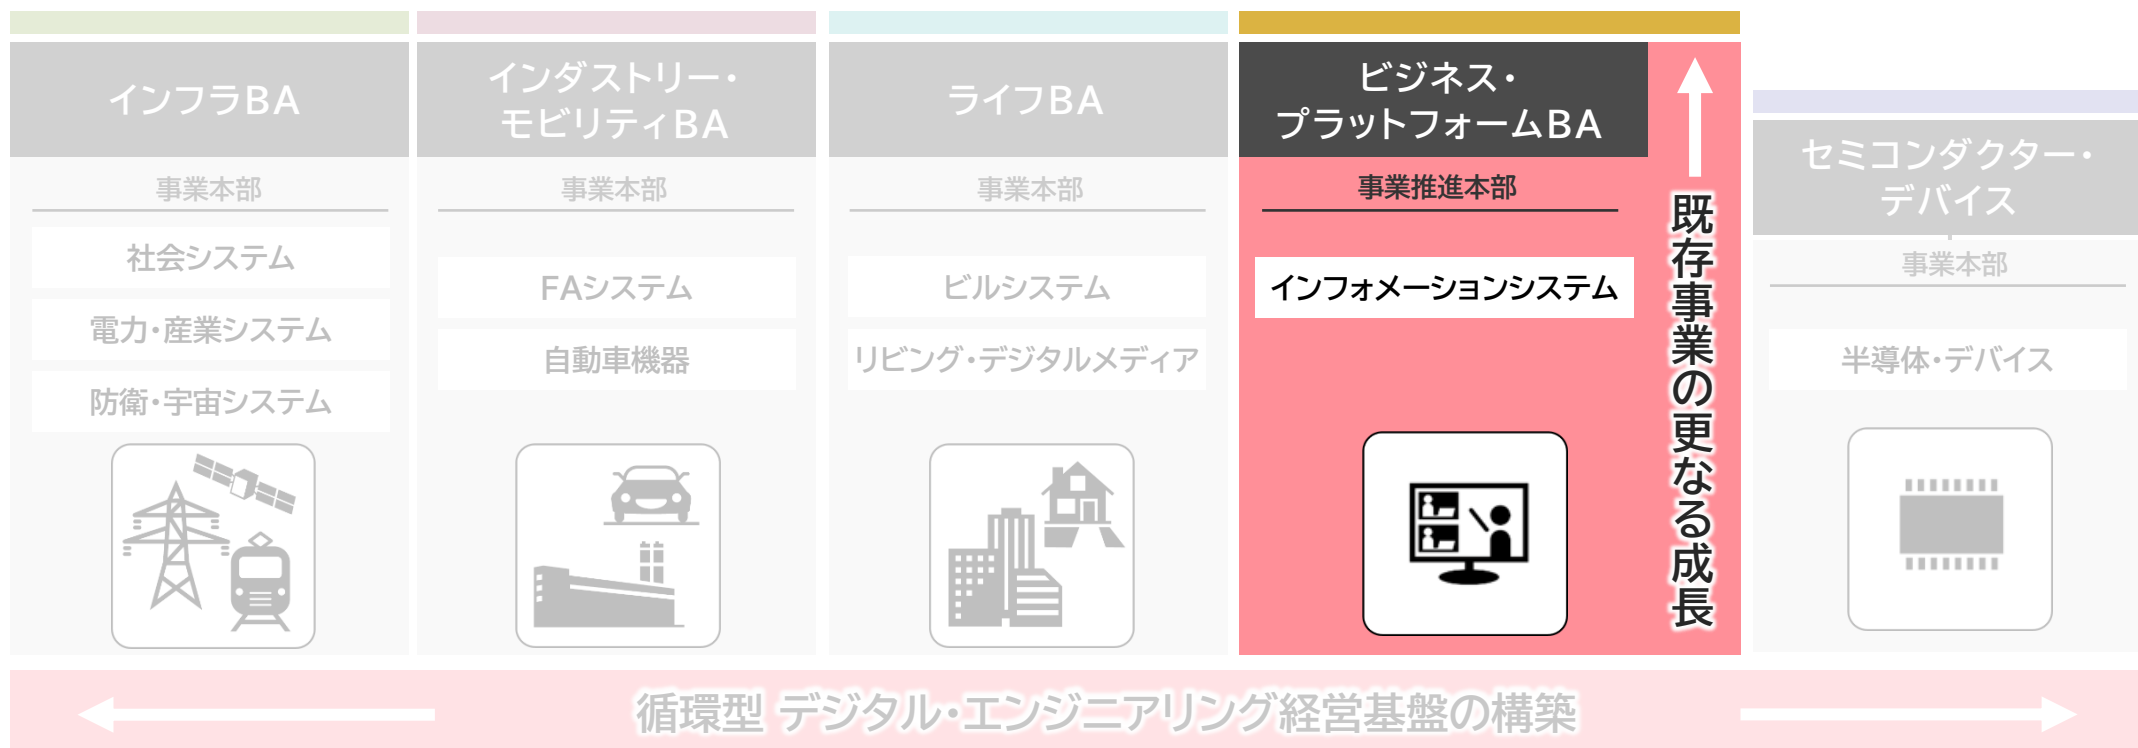 インフラBA
事業本部
社会システム
電力・産業システム
防衛・宇宙システム
インダストリー・
モビリティBA
事業本部
FAシステム
自動車機器
ライフBA
事業本部
ビルシステム
リビング・デジタルメディア
ビジネス・
プラットフォームBA
事業推進本部
インフォメーションシステム
既存事業の更なる成長
セミコンダクター・
デバイス
事業本部
半導体・デバイス
循環型 デジタル・エンジニアリング経営基盤の構築